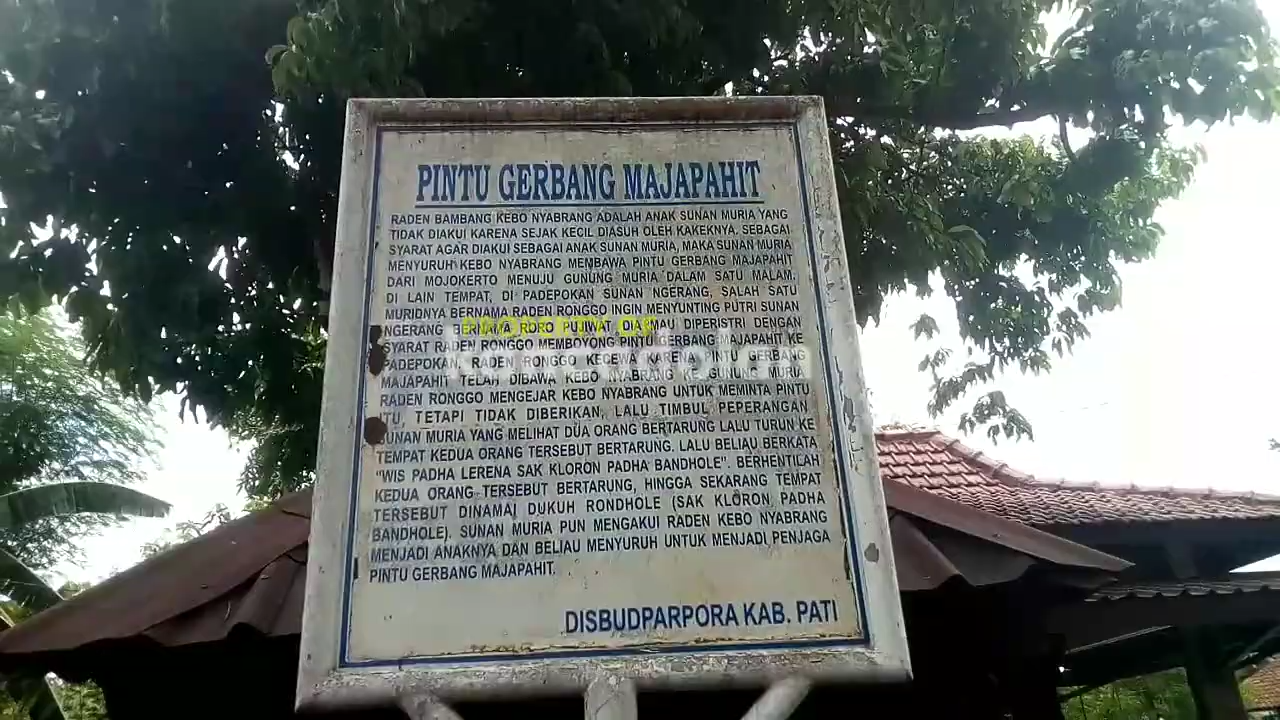 PINTU GERBANG MAJAPAHIT
RADEN BAMBANG KEBO NYABRANG ADALAH ANAK SUNAN MURIA YANG
TIDAK DIAKUI KARENA SEJAK KECIL DIASUH OLEH KAKEKNYA. SEBAGAI
SYARAT AGAR DIAKUI SEBAGAI ANAK SUNAN MURIA, MAKA SUNAN MURIA
MENYURUH KEBO NYABRANG MEMBAWA PINTU GERBANG MAJAPAHIT
DARI MOJOKERTO MENUJU GUNUNG MURIA DALAM SATU MALAM.
DI LAIN TEMPAT, DI PADEPOKAN SUNAN NGERANG, SALAH SATU
MURIDNYA BERNAMA RADEN RONGGO INGIN MENYUNTING PUTRI SUNAN
NGERANG BERNAMA RORO PUJIWAT DIA MAU DIPERISTRI DENGAN
SYARAT RADEN RONGGO MEMBOYONG PINTU GERBANG MAJAPAHIT KE
PADEPOKAN, RADEN RONGGO KECEWA KARENA PINTU GERBANG
MAJAPAHIT TELAH DIBAWA KEBO NYABRANG KE GUNUNG MURIA
RADEN RONGGO MENGEJAR KEBO NYABRANG UNTUK MEMINTA PINTU
ITU, TETAPI TIDAK DIBERIKAN, LALU TIMBUL PEPERANGAN
SUNAN MURIA YANG MELIHAT DUA ORANG BERTARUNG LALU TURUN KE
TEMPAT KEDUA ORANG TERSEBUT BERTARUNG. LALU BELIAU BERKATA
"WIS PADHA LERENA SAK KLORON PADHA BANDHOLE". BERHENTILAH
KEDUA ORANG TERSEBUT BERTARUNG, HINGGA SEKARANG TEMPAT
TERSEBUT DINAMAI DUKUH RONDHOLE (SAK KLORON PADHA
BANDHOLE). SUNAN MURIA PUN MENGAKUI RADEN KEBO NYABRANG
MENJADI ANAKNYA DAN BELIAU MENYURUH UNTUK MENJADI PENJAGA
PINTU GERBANG MAJAPAHIT.
DISBUDPARPORA KAB. PATI